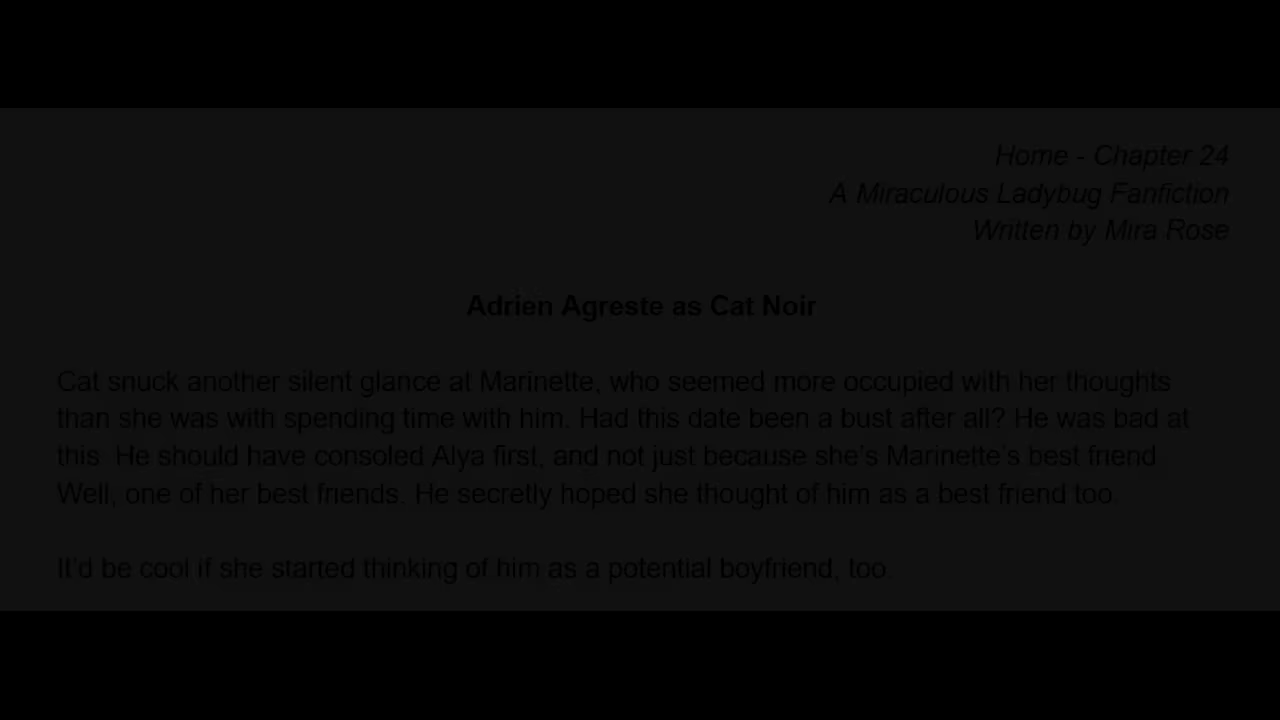 Home - Chapter 24
A Miraculous Ladybug Fanfiction
Written by Mira Rose
Adrien Agreste as Cat Noir
Cat snuck another silent glance at Marinette, who seemed more occupied with her thoughts
than she was with spending time with him. Had this date been a bust after all? He was bad at
this. He should have consoled Alya first, and not just because she's Marinette's best friend.
Well, one of her best friends. He secretly hoped she thought of him as a best friend too.
It'd be cool if she started thinking of him as a potential boyfriend, too.